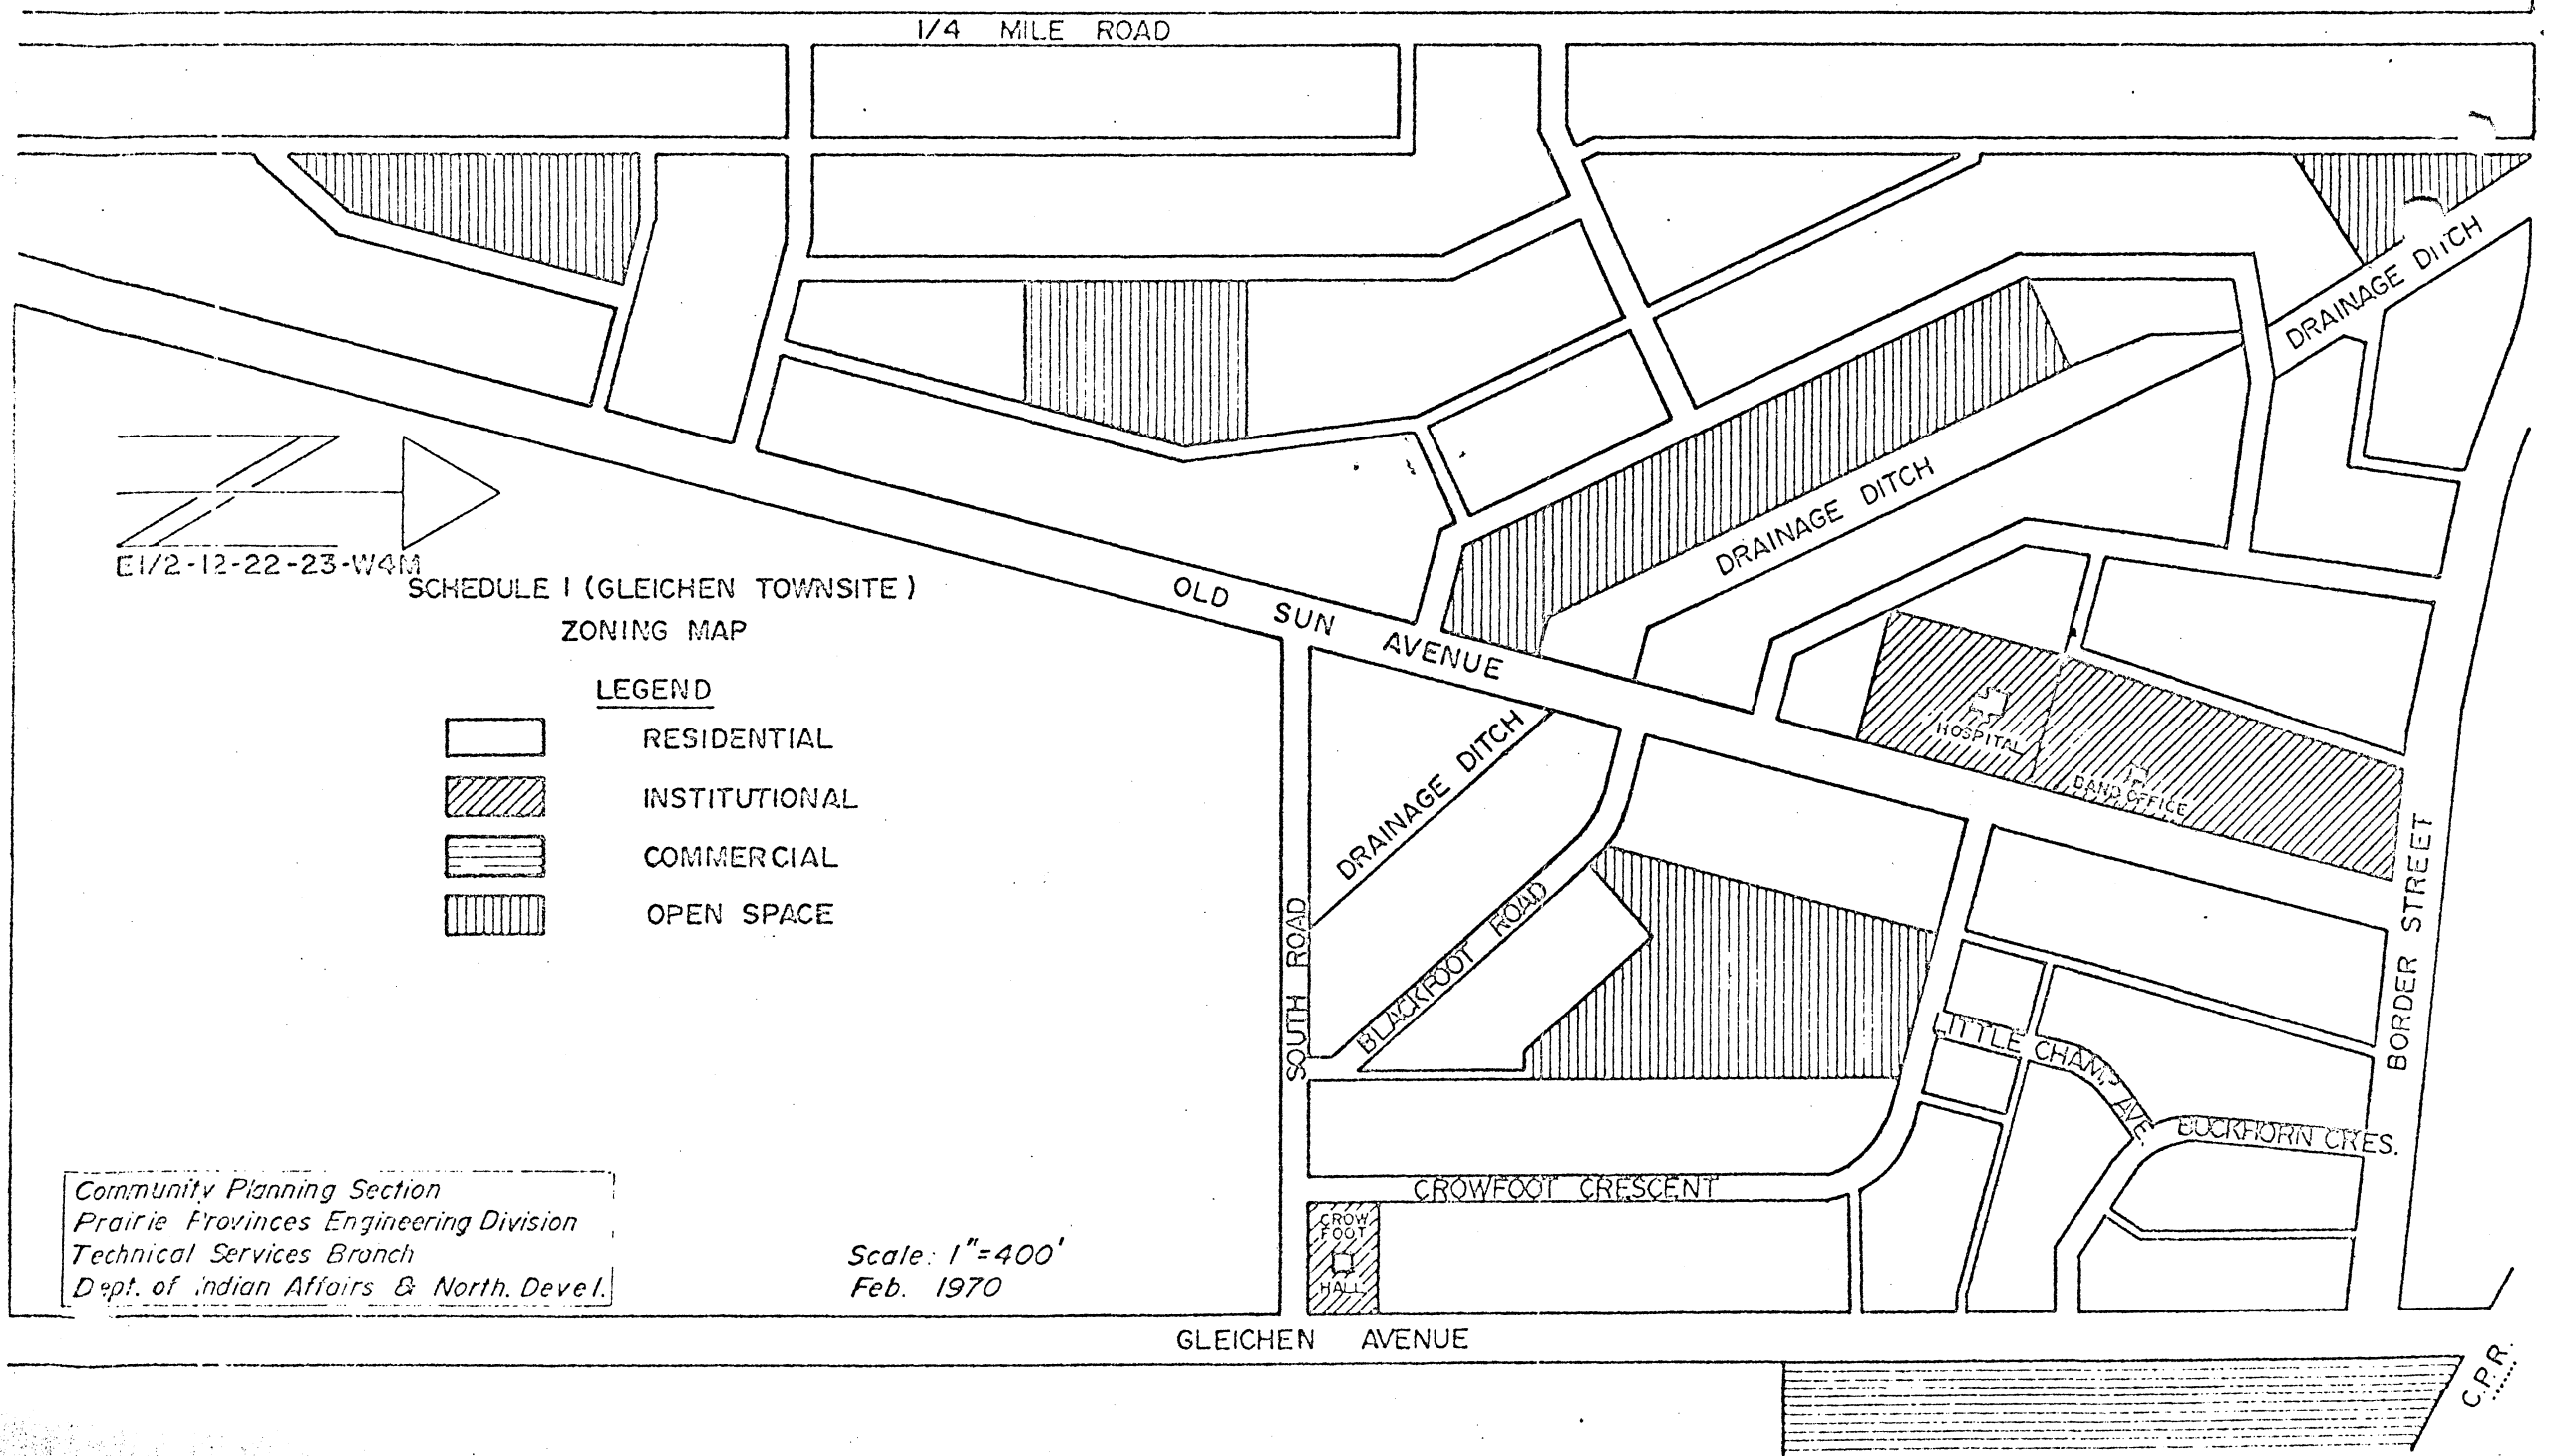 1/4 MILE ROAD
DRAINAGE DITCH
DRAINAGE DITCH
E1/2-12-22-23-W4M
SCHEDULE I (GLEICHEN TOWNSITE)
ZONING MAP
LEGEND
RESIDENTIAL
INSTITUTIONAL
COMMERCIAL
OPEN SPACE
OLD SUN AVENUE
HOSPITAL
BAND OFFICE
DRAINAGE DITCH
BLACKFOOT ROAD
SOUTH ROAD
BORDER STREET
LITTLE CHAMP AVE.
BUCKHORN CRES.
CROWFOOT CRESCENT
CROW
FOOT
HALL
Community Planning Section
Prairie Provinces Engineering Division
Technical Services Branch
Dept. of Indian Affairs & North. Devel.
Scale: 1"=400'
Feb. 1970
GLEICHEN AVENUE
C.P.R.